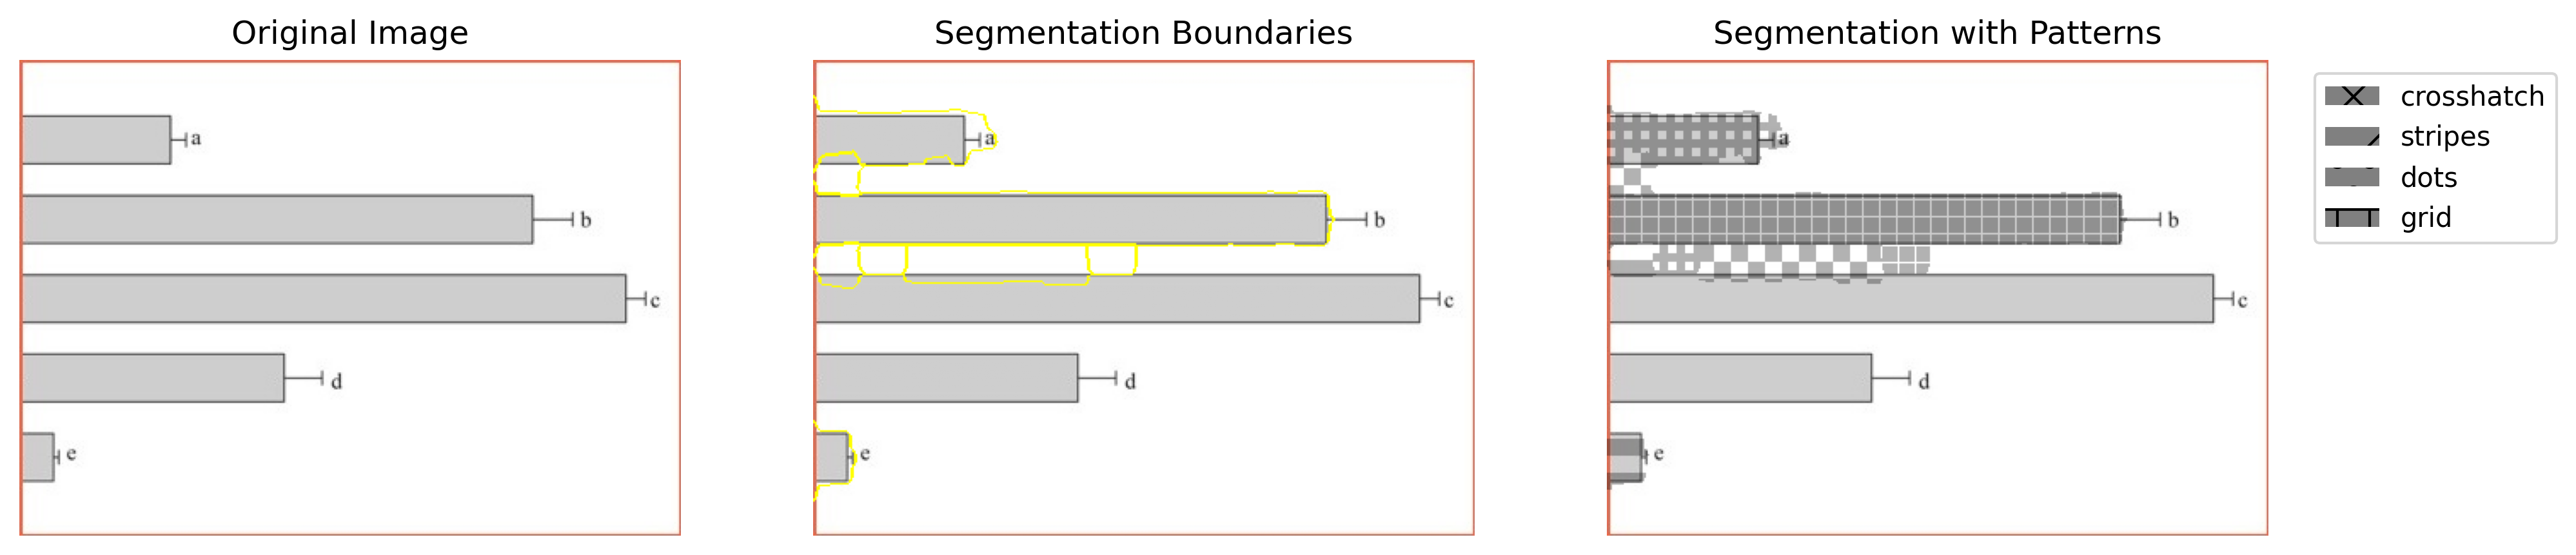 Original Image
a
b
c
d
e
Segmentation Boundaries
a
b
c
d
e
Segmentation with Patterns
a
b
c
d
e
crosshatch
stripes
dots
grid